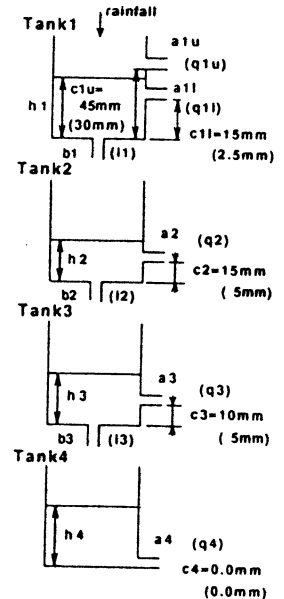 rainfall
Tank1
a1u
(q1u)
c1u=
45mm
(30mm)
a1l
(q1l)
h1
c1l=15mm
(2.5mm)
b1 (l1)
Tank2
a2
(q2)
h2
c2=15mm
( 5mm)
b2 (l2)
Tank3
a3
(q3)
h3
c3=10mm
( 5mm)
b3 (l3)
Tank4
h4
a4
(q4)
c4=0.0mm
(0.0mm)